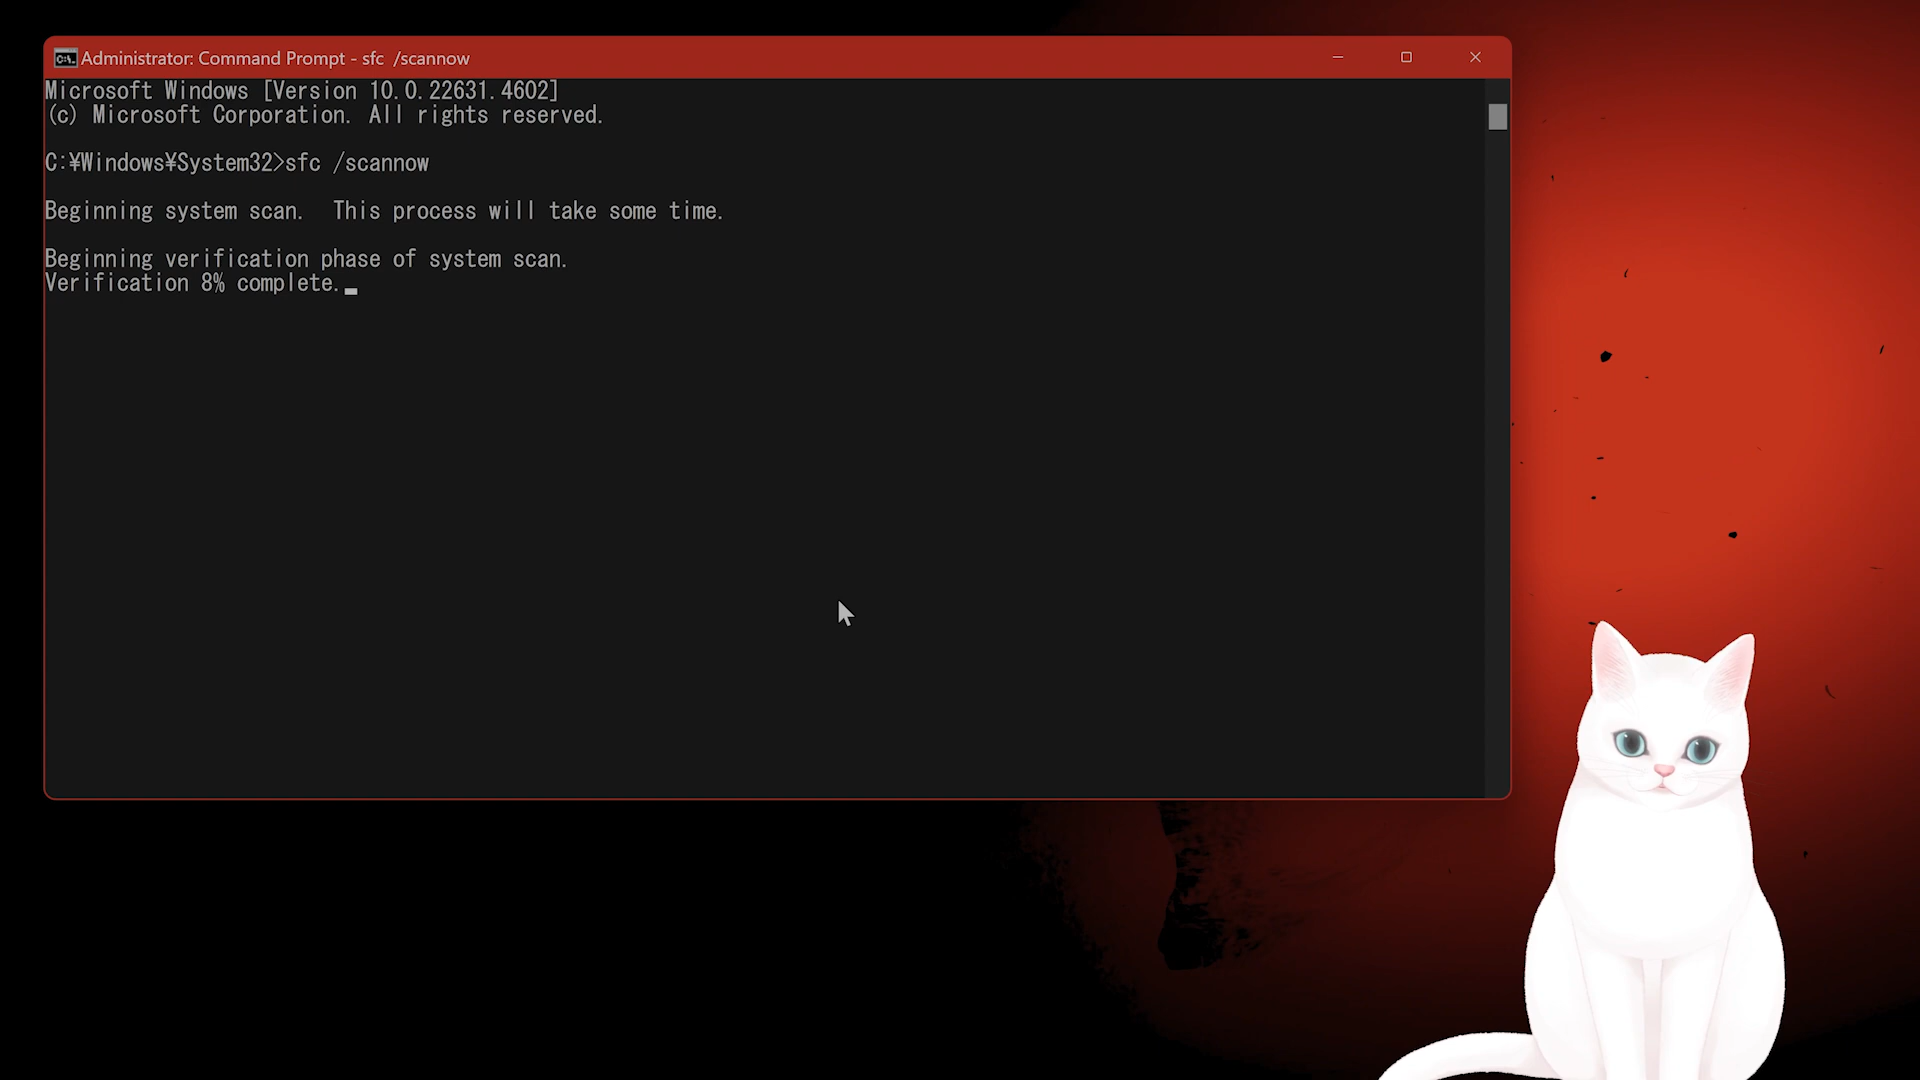 Administrator: Command Prompt - sfc  /scannow
Microsoft Windows [Version 10.0.22631.4602]
(c) Microsoft Corporation. All rights reserved.
C:¥Windows¥System32>sfc /scannow
Beginning system scan.  This process will take some time.
Beginning verification phase of system scan.
Verification 8% complete.